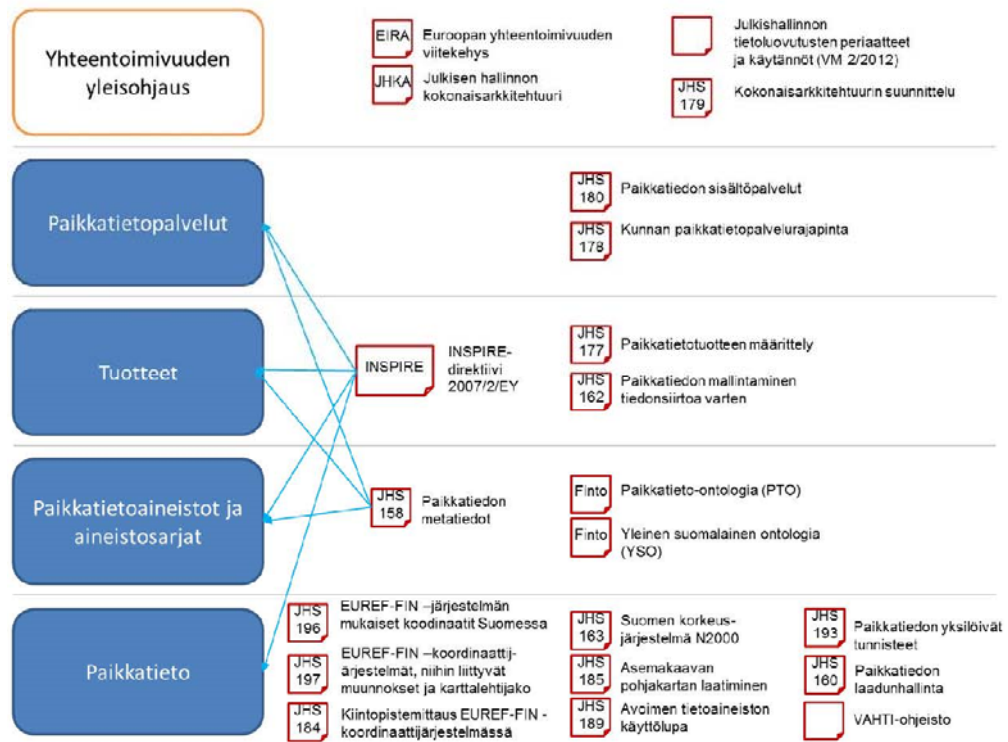 Yhteentoimivuuden
yleisohjaus
EIRA
Euroopan yhteentoimivuuden
viitekehys
JHKA
Julkisen hallinnon
kokonaisarkkitehtuuri
Julkishallinnon
tietoluovutusten periaatteet
ja käytännöt (VM 2/2012)
JHS
179
Kokonaisarkkitehtuurin suunnittelu
Paikkatietopalvelut
JHS
180
Paikkatiedon sisältöpalvelut
JHS
178
Kunnan paikkatietopalvelurajapinta
Tuotteet
INSPIRE
INSPIRE-
direktiivi
2007/2/EY
JHS
177
Paikkatietotuotteen määrittely
JHS
162
Paikkatiedon mallintaminen
tiedonsiirtoa varten
Paikkatietoaineistot ja
aineistosarjat
JHS
158
Paikkatiedon
metatiedot
Finto
Paikkatieto-ontologia (PTO)
Finto
Yleinen suomalainen ontologia
(YSO)
Paikkatieto
JHS
196
EUREF-FIN –järjestelmän
mukaiset koodinaatit Suomessa
JHS
197
EUREF-FIN –koordinaattij-
ärjestelmät, niihin liittyvät
muunnokset ja karttalehtijako
JHS
184
Kiintopistemittaus EUREF-FIN -
koordinaattijärjestelmässä
JHS
163
Suomen korkeus-
järjestelmä N2000
JHS
185
Asemakaavan
pohjakartan laatiminen
JHS
189
Avoimen tietoaineiston
käyttölupa
JHS
193
Paikkatiedon yksilöivät
tunnisteet
JHS
160
Paikkatiedon
laadunhallinta
VAHTI-ohjeisto